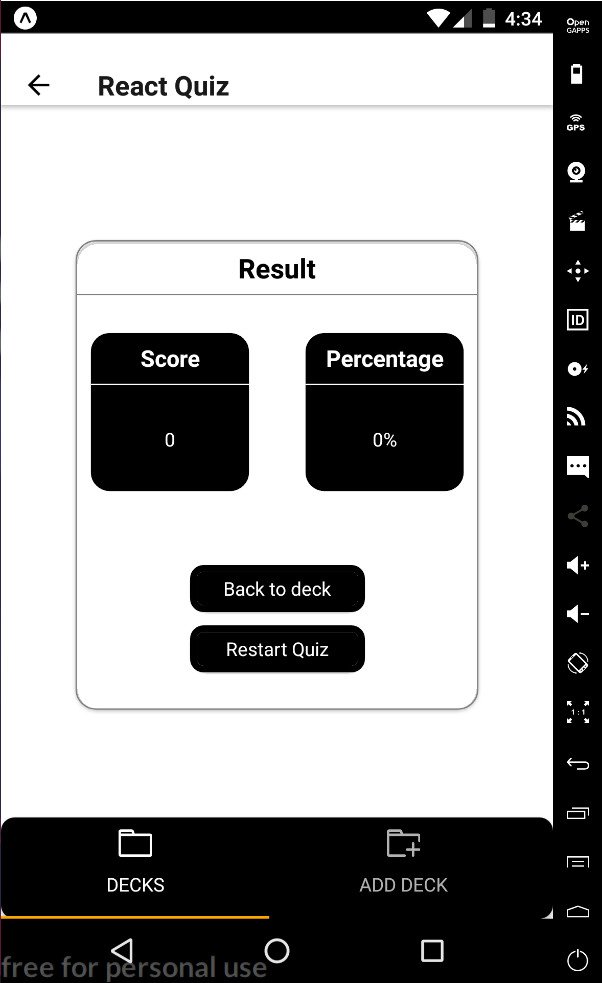 4:34
Open
GAPPS
React Quiz
GPS
Result
Score
Percentage
0
0%
ID
Back to deck
Restart Quiz
1:1
DECKS
ADD DECK
free for personal use